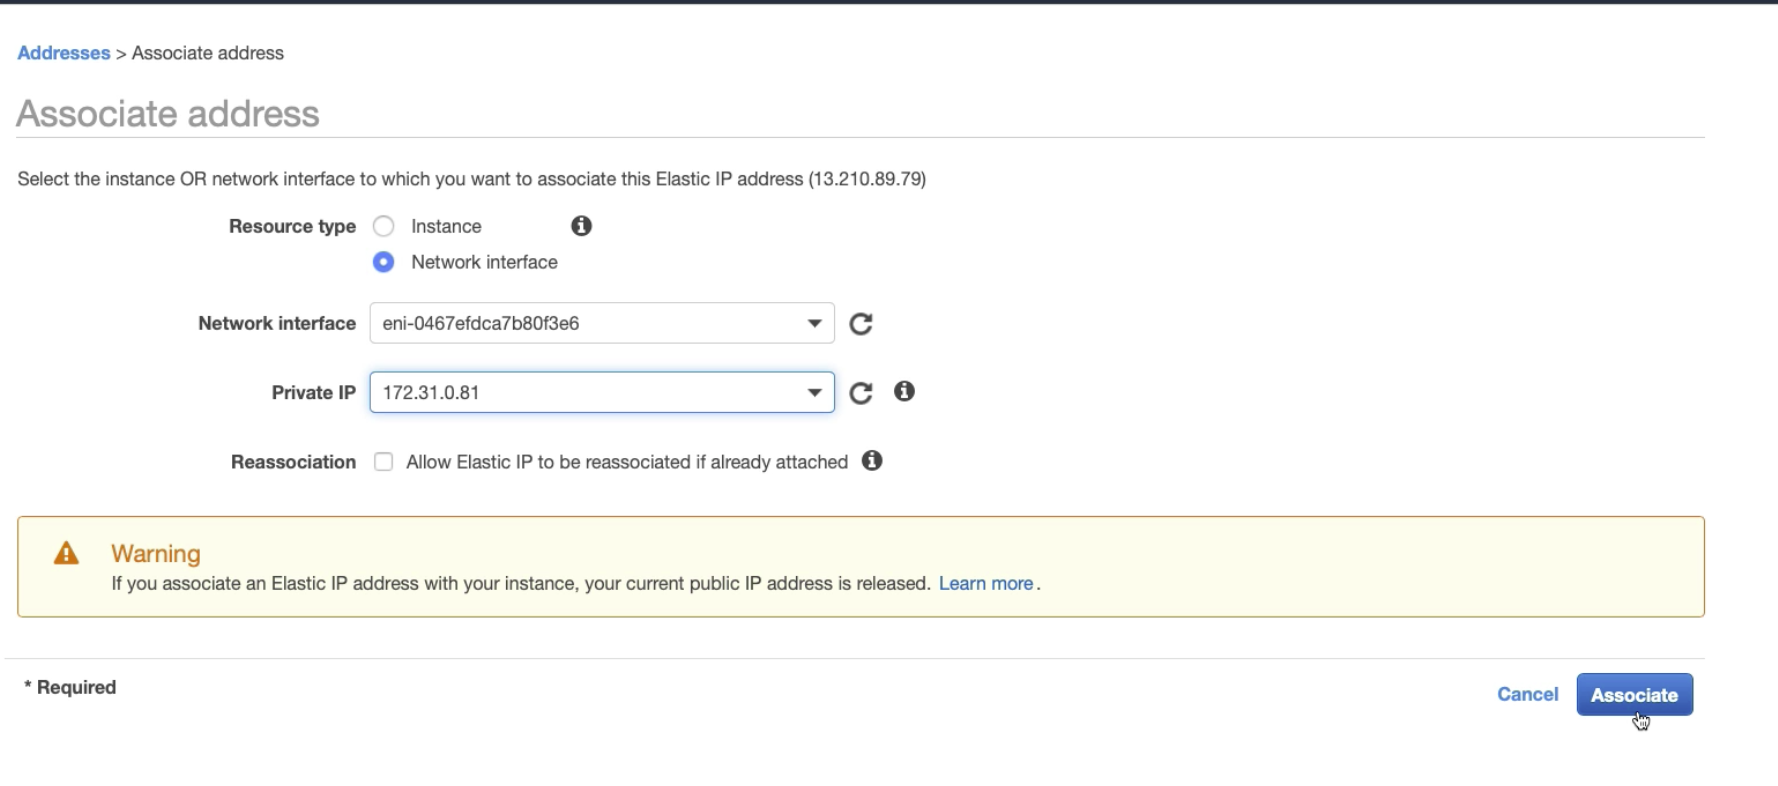 Addresses > Associate address
Associate address
Select the instance OR network interface to which you want to associate this Elastic IP address (13.210.89.79)
Resource type Instance
Network interface
Network interface eni-0467efdca7b80f3e6
Private IP 172.31.0.81
Reassociation Allow Elastic IP to be reassociated if already attached
Warning
If you associate an Elastic IP address with your instance, your current public IP address is released. Learn more.
* Required Cancel Associate